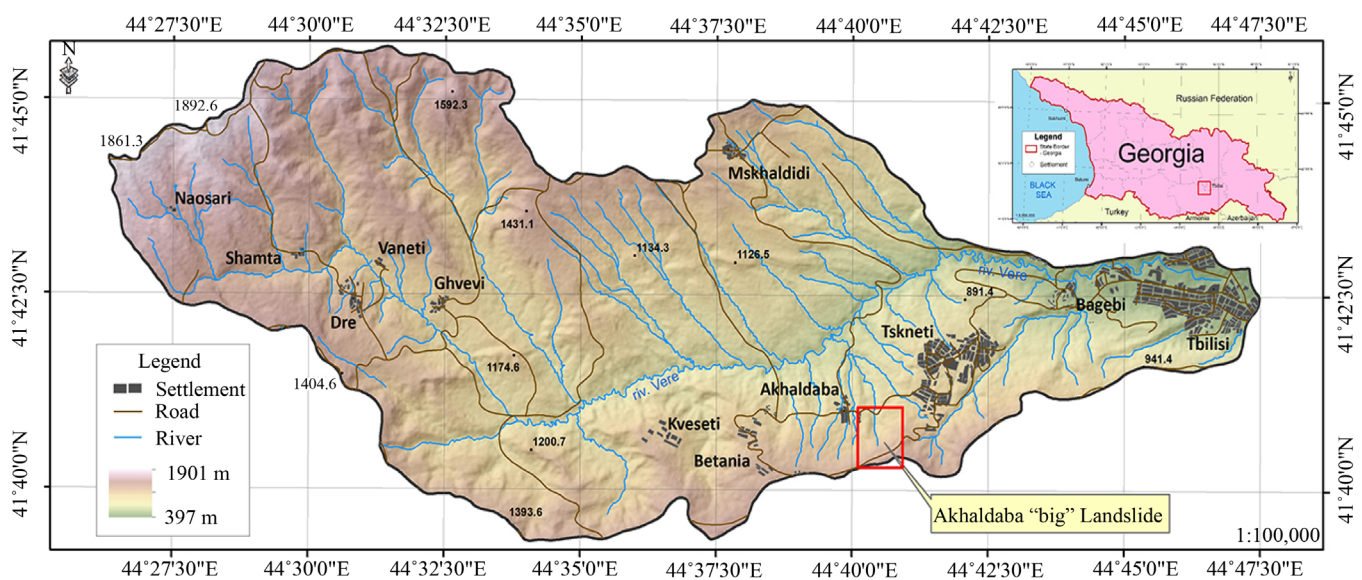 44°27'30"E 44°30'0"E 44°32'30"E 44°35'0"E 44°37'30"E 44°40'0"E 44°42'30"E 44°45'0"E 44°47'30"E
N
41°45'0"N
41°42'30"N
41°40'0"N
41°45'0"N
41°42'30"N
41°40'0"N
1892.6
1861.3
1592.3
Naosari
Shamta
Vaneti
Ghvevi
Dre
1431.1
1134.3
1126.5
Mskhaldidi
riv. Vere
891.4
Bagebi
Tskneti
Tbilisi
941.4
1404.6
1174.6
riv. Vere
Akhaldaba
Kveseti
Betania
1200.7
1393.6
Akhaldaba “big” Landslide
1:100,000
Legend
Settlement
Road
River
1901 m
397 m
Russian Federation
Legend
State Border
- Georgia
Settlement
Georgia
BLACK
SEA
Turkey
Armenia
Azerbaijan
44°27'30"E 44°30'0"E 44°32'30"E 44°35'0"E 44°37'30"E 44°40'0"E 44°42'30"E 44°45'0"E 44°47'30"E